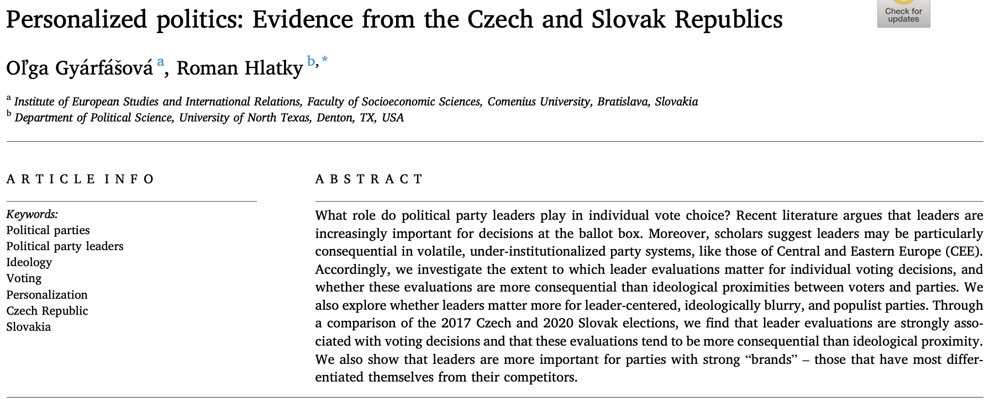 Personalized politics: Evidence from the Czech and Slovak Republics
Check for
updates
Oľga Gyárfášová a, Roman Hlatky b,*
a Institute of European Studies and International Relations, Faculty of Socioeconomic Sciences, Comenius University, Bratislava, Slovakia
b Department of Political Science, University of North Texas, Denton, TX, USA
ARTICLE INFO
Keywords:
Political parties
Political party leaders
Ideology
Voting
Personalization
Czech Republic
Slovakia
ABSTRACT
What role do political party leaders play in individual vote choice? Recent literature argues that leaders are
increasingly important for decisions at the ballot box. Moreover, scholars suggest leaders may be particularly
consequential in volatile, under-institutionalized party systems, like those of Central and Eastern Europe (CEE).
Accordingly, we investigate the extent to which leader evaluations matter for individual voting decisions, and
whether these evaluations are more consequential than ideological proximities between voters and parties. We
also explore whether leaders matter more for leader-centered, ideologically blurry, and populist parties. Through
a comparison of the 2017 Czech and 2020 Slovak elections, we find that leader evaluations are strongly asso-
ciated with voting decisions and that these evaluations tend to be more consequential than ideological proximity.
We also show that leaders are more important for parties with strong “brands” – those that have most differ-
entiated themselves from their competitors.